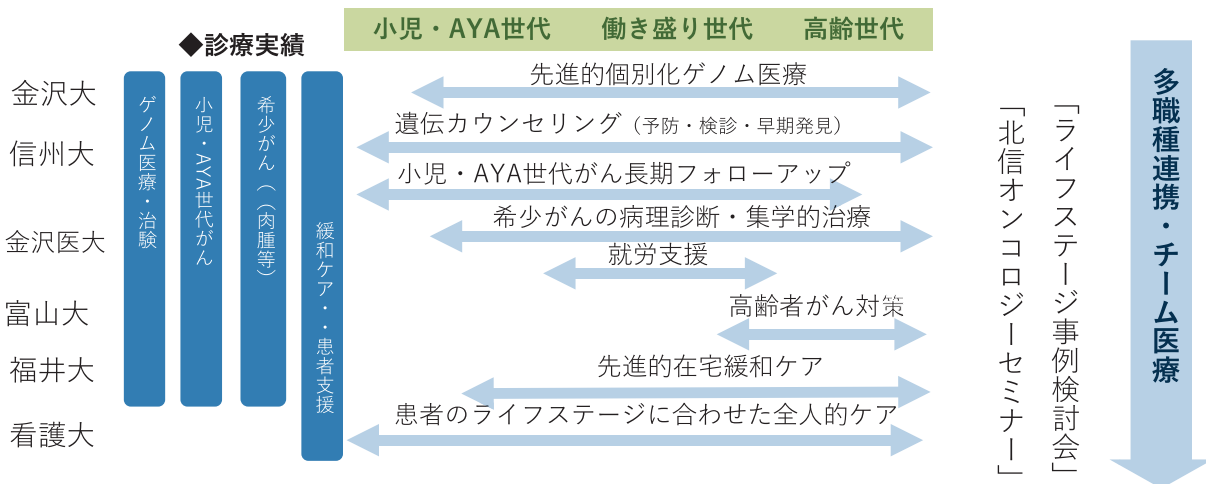 小児・AYA世代 働き盛り世代 高齢世代
◆診療実績
金沢大
信州大
金沢医大
富山大
福井大
看護大
ゲノム医療・治験
小児・AYA世代がん
希少がん（（肉腫等）
緩和ケア・・患者支援
先進的個別化ゲノム医療
遺伝カウンセリング（予防・検診・早期発見）
小児・AYA世代がん長期フォローアップ
希少がんの病理診断・集学的治療
就労支援
高齢者がん対策
先進的在宅緩和ケア
患者のライフステージに合わせた全人的ケア
「ライフステージ事例検討会」
「北信オンコロジーセミナー」
多職種連携・チーム医療